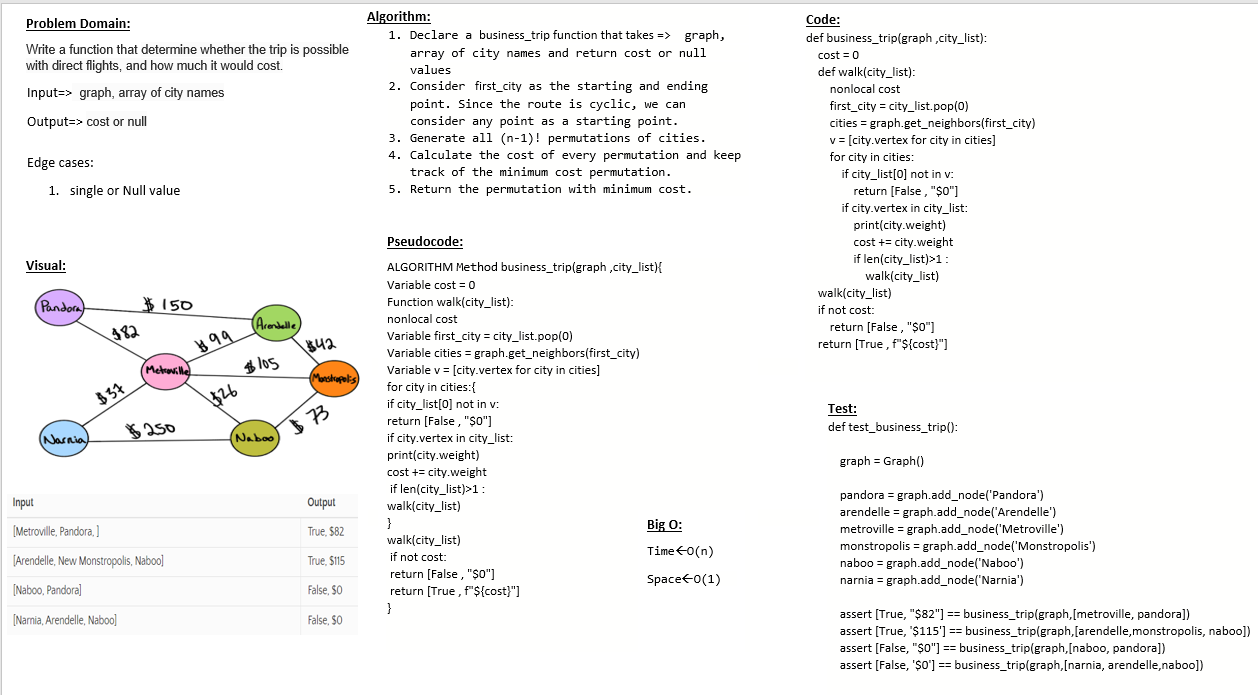 Problem Domain:
Write a function that determine whether the trip is possible
with direct flights, and how much it would cost.
Input=> graph, array of city names
Output=> cost or null
Edge cases:
1. single or Null value
Visual:
Pandora
$150
Arendelle
$82
$99
$42
Metroville
$105
Monstropolis
$37
$26
$73
Narnia
$250
Naboo
Input Output
[Metroville, Pandora, ] True, $82
[Arendelle, New Monstropolis, Naboo] True, $115
[Naboo, Pandora] False, $0
[Narnia, Arendelle, Naboo] False, $0
Algorithm:
1. Declare a business_trip function that takes => graph,
array of city names and return cost or null
values
2. Consider first_city as the starting and ending
point. Since the route is cyclic, we can
consider any point as a starting point.
3. Generate all (n-1)! permutations of cities.
4. Calculate the cost of every permutation and keep
track of the minimum cost permutation.
5. Return the permutation with minimum cost.
Pseudocode:
ALGORITHM Method business_trip(graph ,city_list){
Variable cost = 0
Function walk(city_list):
nonlocal cost
Variable first_city = city_list.pop(0)
Variable cities = graph.get_neighbors(first_city)
Variable v = [city.vertex for city in cities]
for city in cities:{
if city_list[0] not in v:
return [False , "$0"]
if city.vertex in city_list:
print(city.weight)
cost += city.weight
if len(city_list)>1 :
walk(city_list)
}
walk(city_list)
if not cost:
return [False , "$0"]
return [True , f"${cost}"]
}
Big O:
Time←O(n)
Space←O(1)
Code:
def business_trip(graph ,city_list):
cost = 0
def walk(city_list):
nonlocal cost
first_city = city_list.pop(0)
cities = graph.get_neighbors(first_city)
v = [city.vertex for city in cities]
for city in cities:
if city_list[0] not in v:
return [False , "$0"]
if city.vertex in city_list:
print(city.weight)
cost += city.weight
if len(city_list)>1 :
walk(city_list)
walk(city_list)
if not cost:
return [False , "$0"]
return [True , f"${cost}"]
Test:
def test_business_trip():
graph = Graph()
pandora = graph.add_node('Pandora')
arendelle = graph.add_node('Arendelle')
metroville = graph.add_node('Metroville')
monstropolis = graph.add_node('Monstropolis')
naboo = graph.add_node('Naboo')
narnia = graph.add_node('Narnia')
assert [True, "$82"] == business_trip(graph,[metroville, pandora])
assert [True, '$115'] == business_trip(graph,[arendelle,monstropolis, naboo])
assert [False, "$0"] == business_trip(graph,[naboo, pandora])
assert [False, '$0'] == business_trip(graph,[narnia, arendelle,naboo])